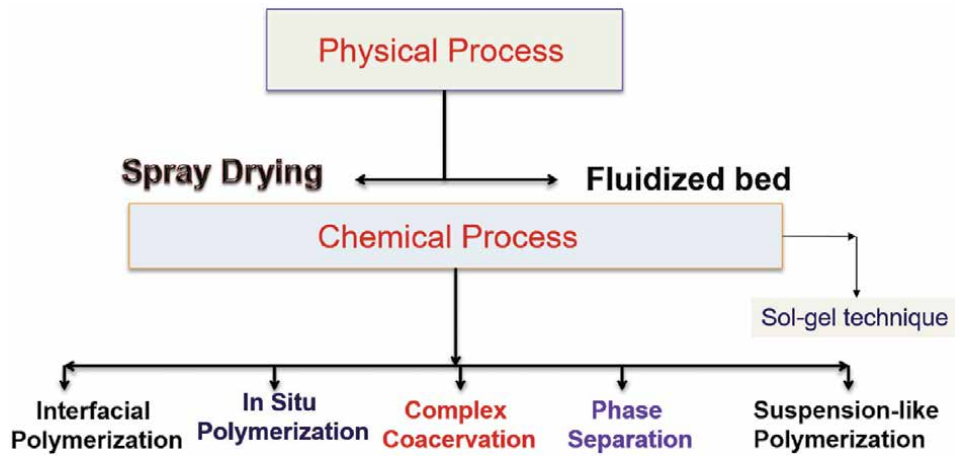 Physical Process
Spray Drying
Fluidized bed
Chemical Process
Sol-gel technique
Interfacial
Polymerization
In Situ
Polymerization
Complex
Coacervation
Phase
Separation
Suspension-like
Polymerization